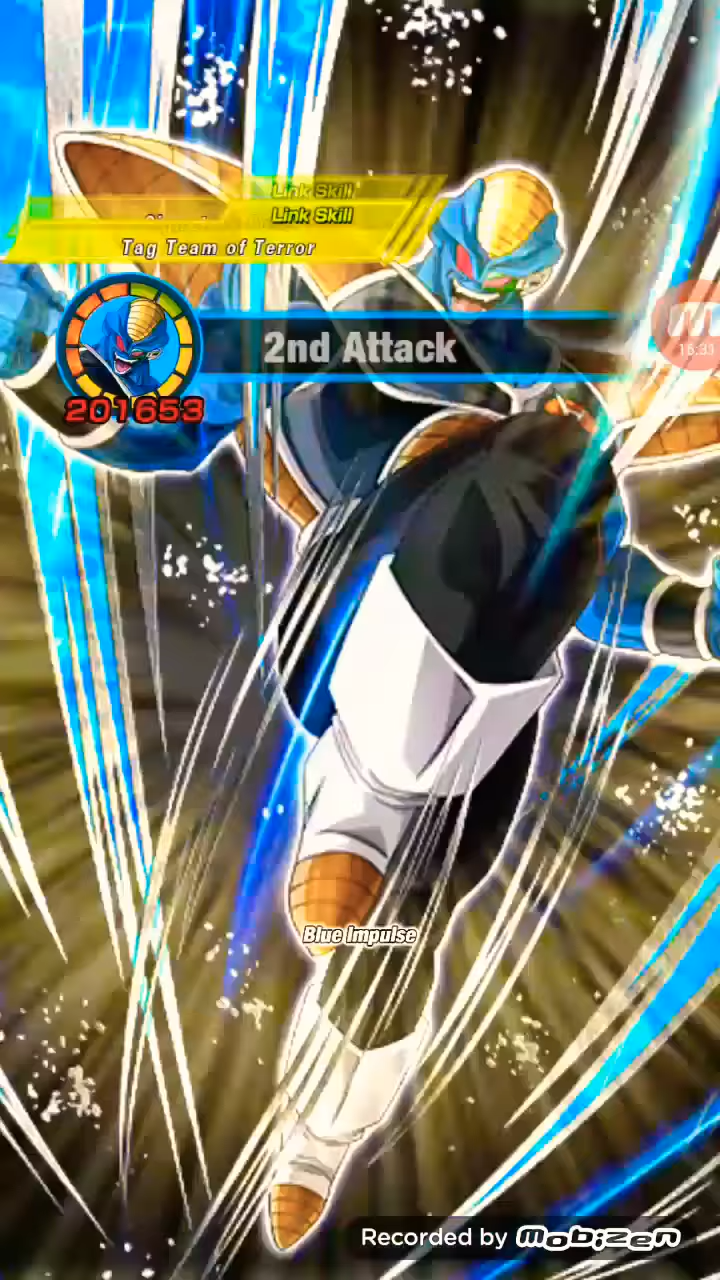 Link Skill
Link Skill
Tag Team of Terror
2nd Attack
201653
Blue Impulse
Recorded by Mobizen